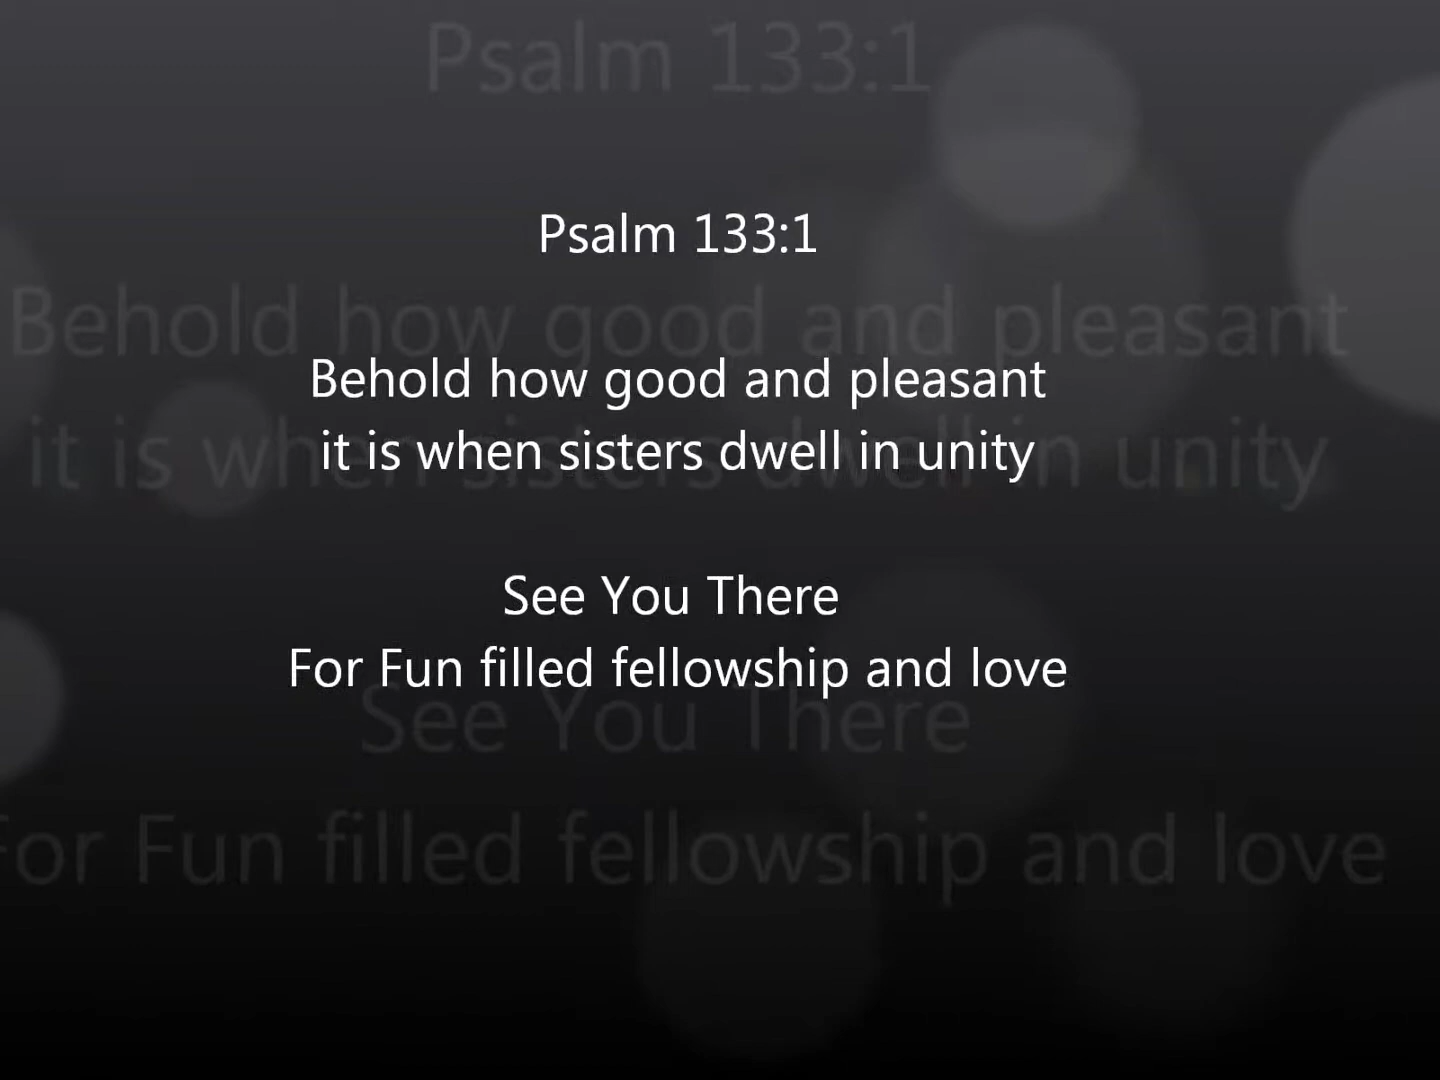 Psalm 133:1
Behold how good and pleasant
it is when sisters dwell in unity
See You There
For Fun filled fellowship and love